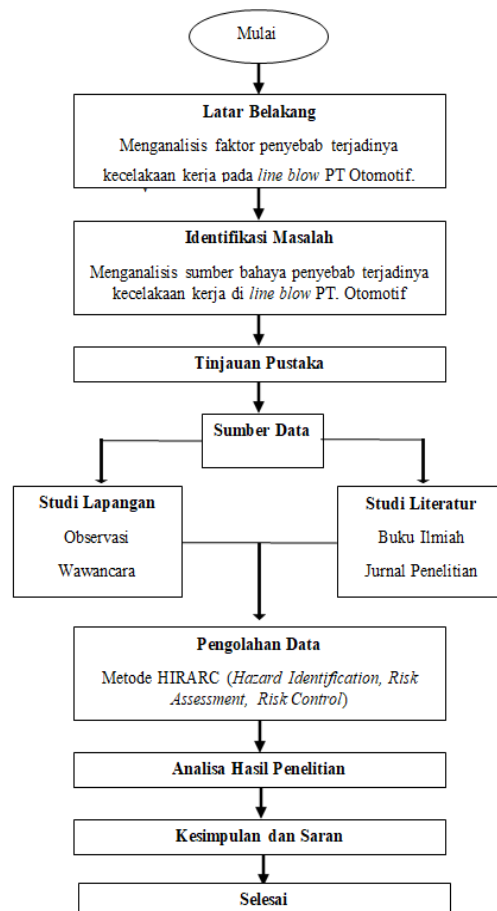 Mulai
Latar Belakang
Menganalisis faktor penyebab terjadinya
kecelakaan kerja pada line blow PT Otomotif.
Identifikasi Masalah
Menganalisis sumber bahaya penyebab terjadinya
kecelakaan kerja di line blow PT. Otomotif
Tinjauan Pustaka
Sumber Data
Studi Lapangan
Observasi
Wawancara
Studi Literatur
Buku Ilmiah
Jurnal Penelitian
Pengolahan Data
Metode HIRARC (Hazard Identification, Risk
Assessment, Risk Control)
Analisa Hasil Penelitian
Kesimpulan dan Saran
Selesai